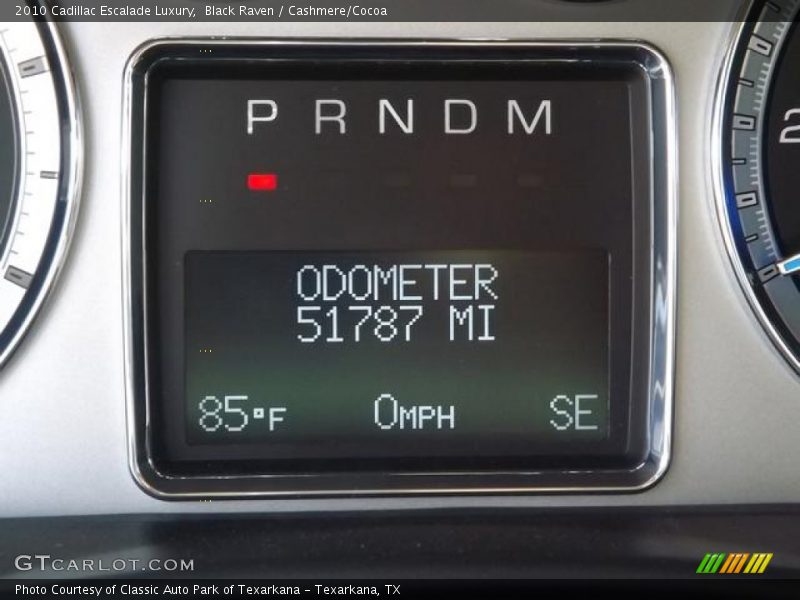 2010 Cadillac Escalade Luxury, Black Raven / Cashmere/Cocoa
P R N D M
ODOMETER
51787 MI
85°F 0MPH SE
GTCARLOT.COM
Photo Courtesy of Classic Auto Park of Texarkana - Texarkana, TX